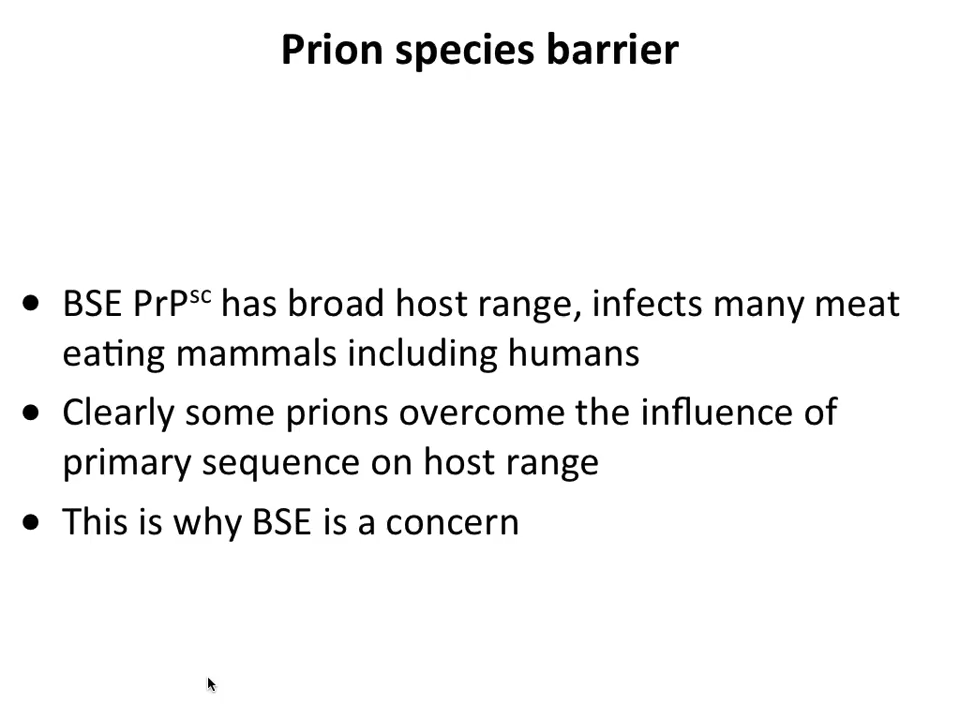 Prion species barrier
• BSE PrPˢᶜ has broad host range, infects many meat
eating mammals including humans
• Clearly some prions overcome the influence of
primary sequence on host range
• This is why BSE is a concern